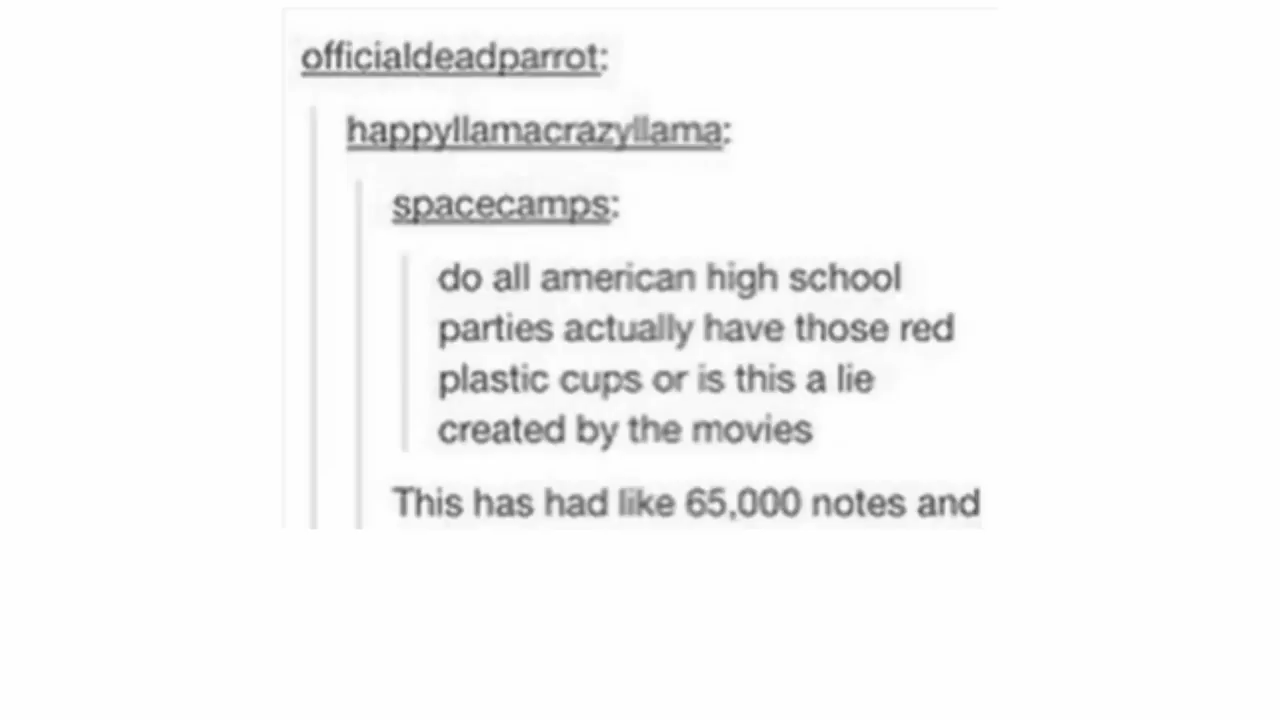 officialdeadparrot:
happyllamacrazyllama:
spacecamps:
do all american high school
parties actually have those red
plastic cups or is this a lie
created by the movies
This has had like 65,000 notes and